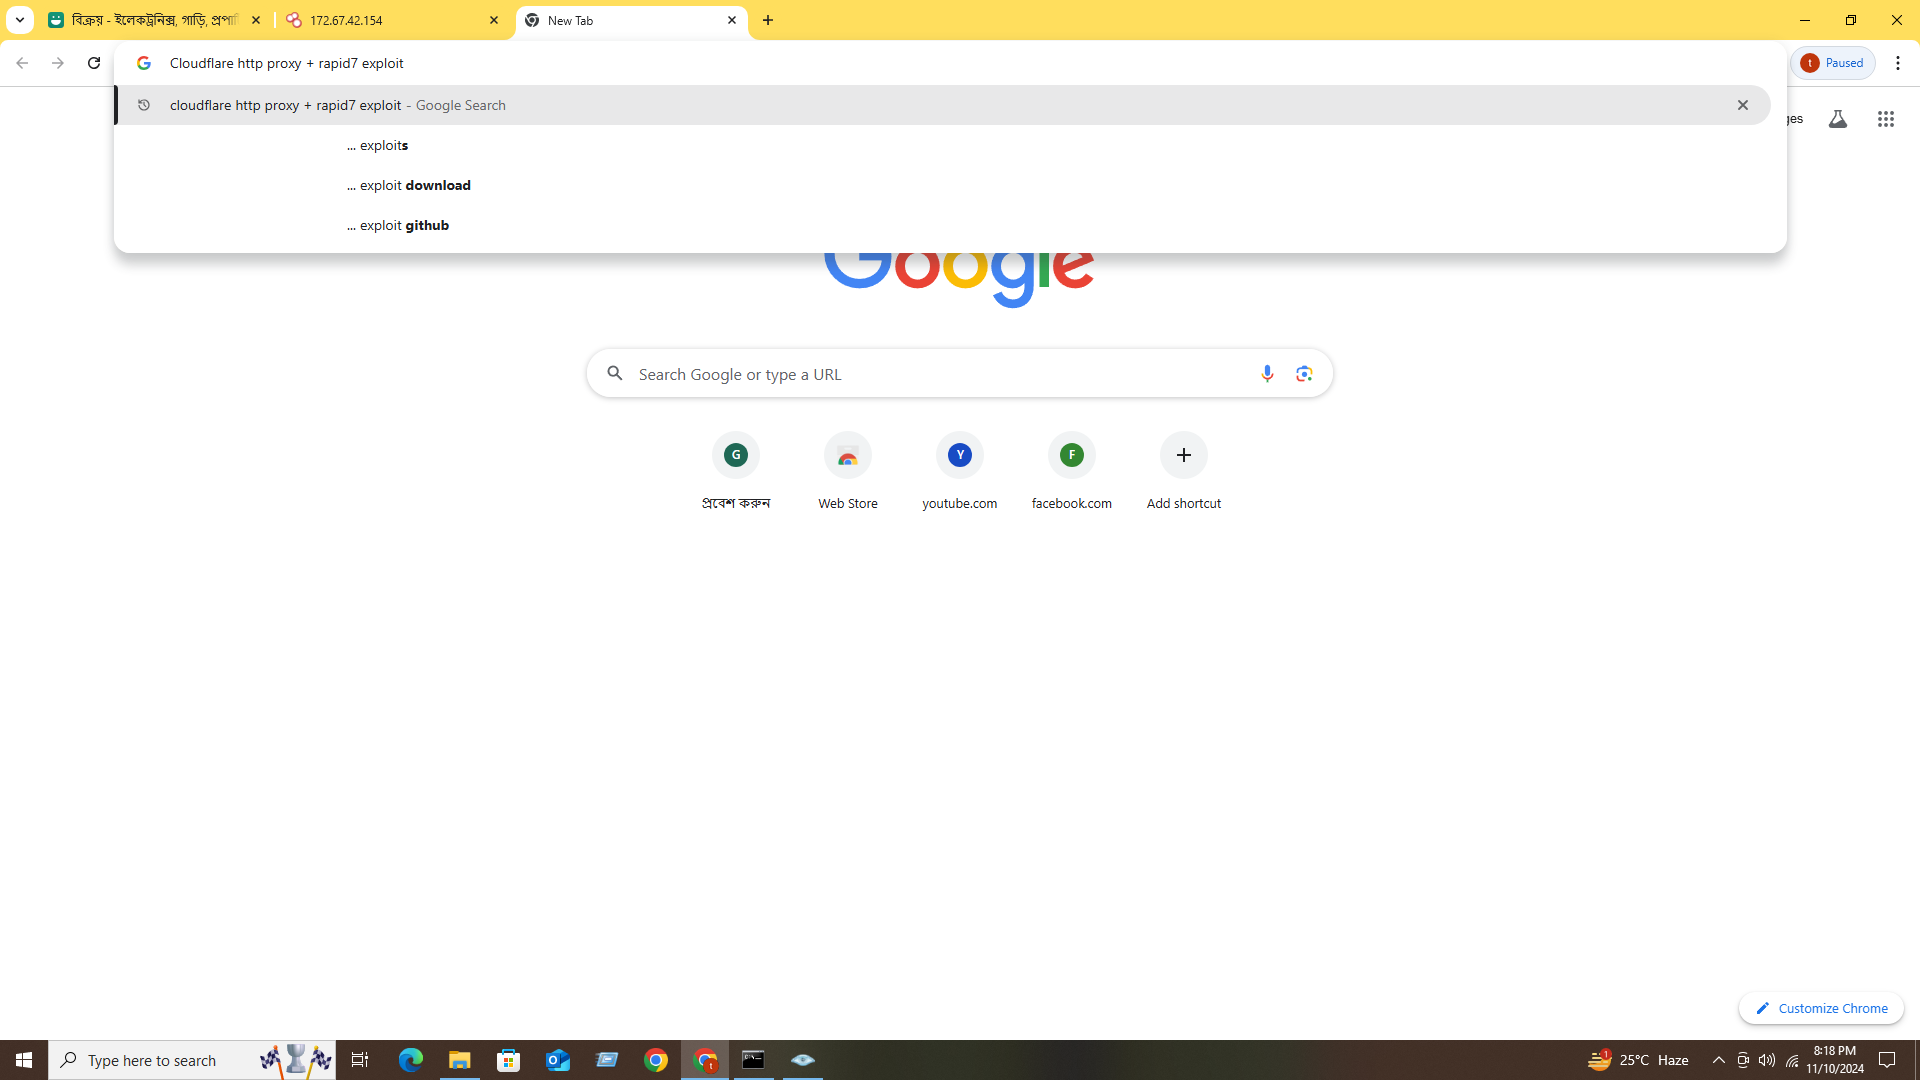 বিক্রয় - ইলেকট্রনিক্স, গাড়ি, প্রপা
172.67.42.154
New Tab
Cloudflare http proxy + rapid7 exploit
t Paused
cloudflare http proxy + rapid7 exploit - Google Search
ges
... exploits
... exploit download
... exploit github
Google
Search Google or type a URL
G
Y
F
প্রবেশ করুন
Web Store
youtube.com
facebook.com
Add shortcut
Customize Chrome
Type here to search
t
1
25°C Haze
8:18 PM
11/10/2024